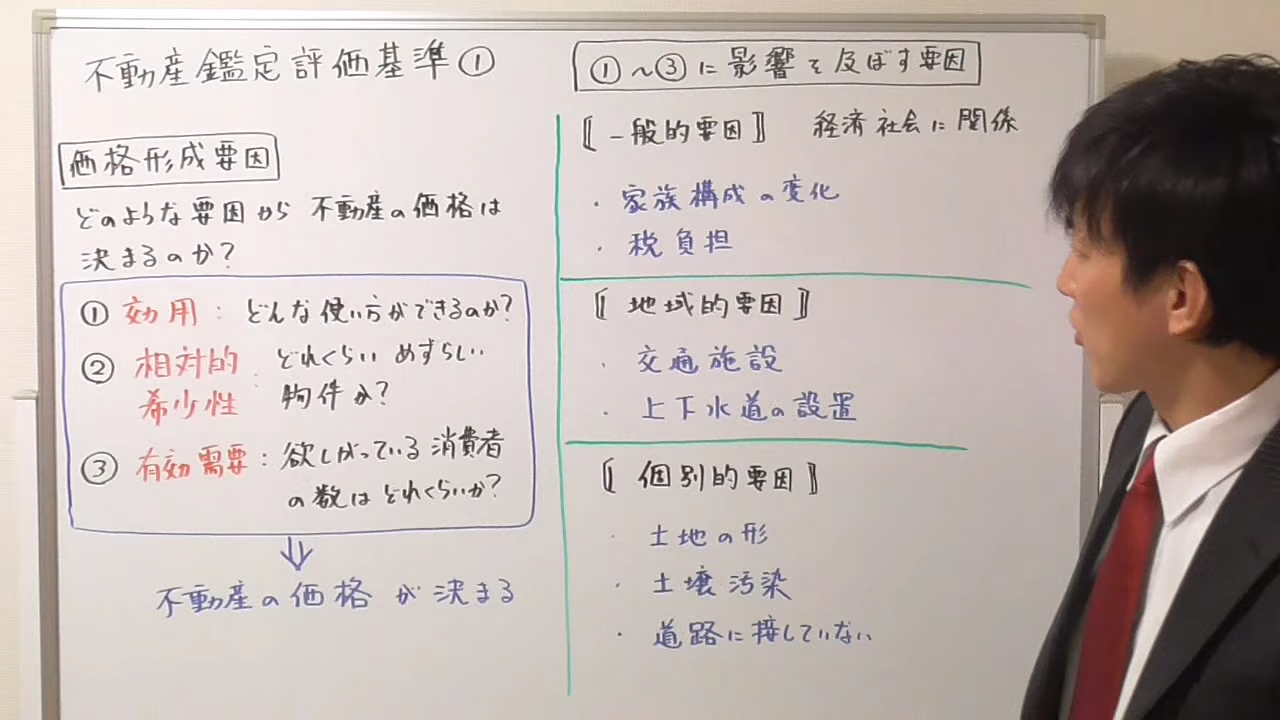 不動産鑑定評価基準①
価格形成要因
どのような要因から 不動産の価格は
決まるのか?
① 効用: どんな使い方ができるのか?
② 相対的 どれくらい めずらしい
希少性: 物件か?
③ 有効需要: 欲しがっている消費者
の数は どれくらいか?
⇓
不動産の価格が決まる
①~③に影響を及ぼす要因
〖一般的要因〗 経済社会に関係
・家族構成の変化
・税負担
〖地域的要因〗
・交通施設
・上下水道の設置
〖個別的要因〗
・土地の形
・土壌汚染
・道路に接していない